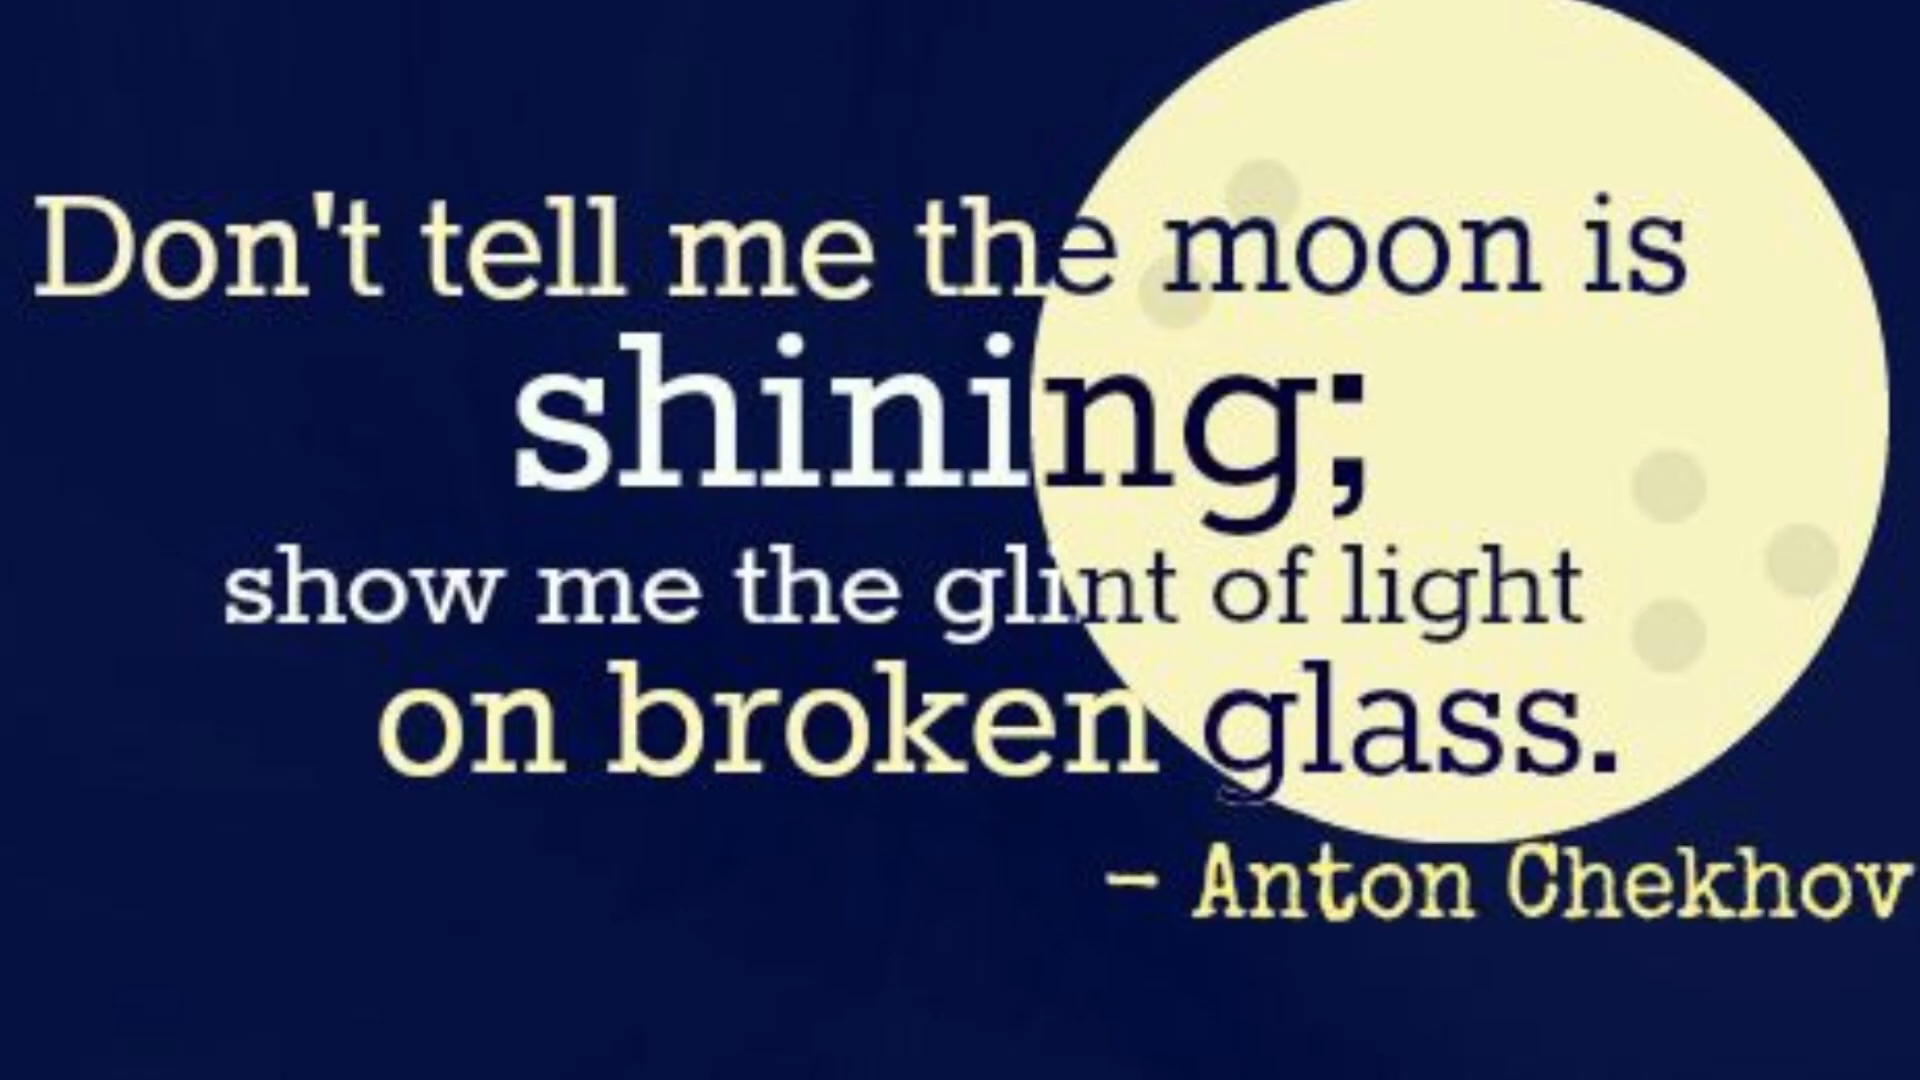 Don't tell me the moon is
shining;
show me the glint of light
on broken glass.
– Anton Chekhov